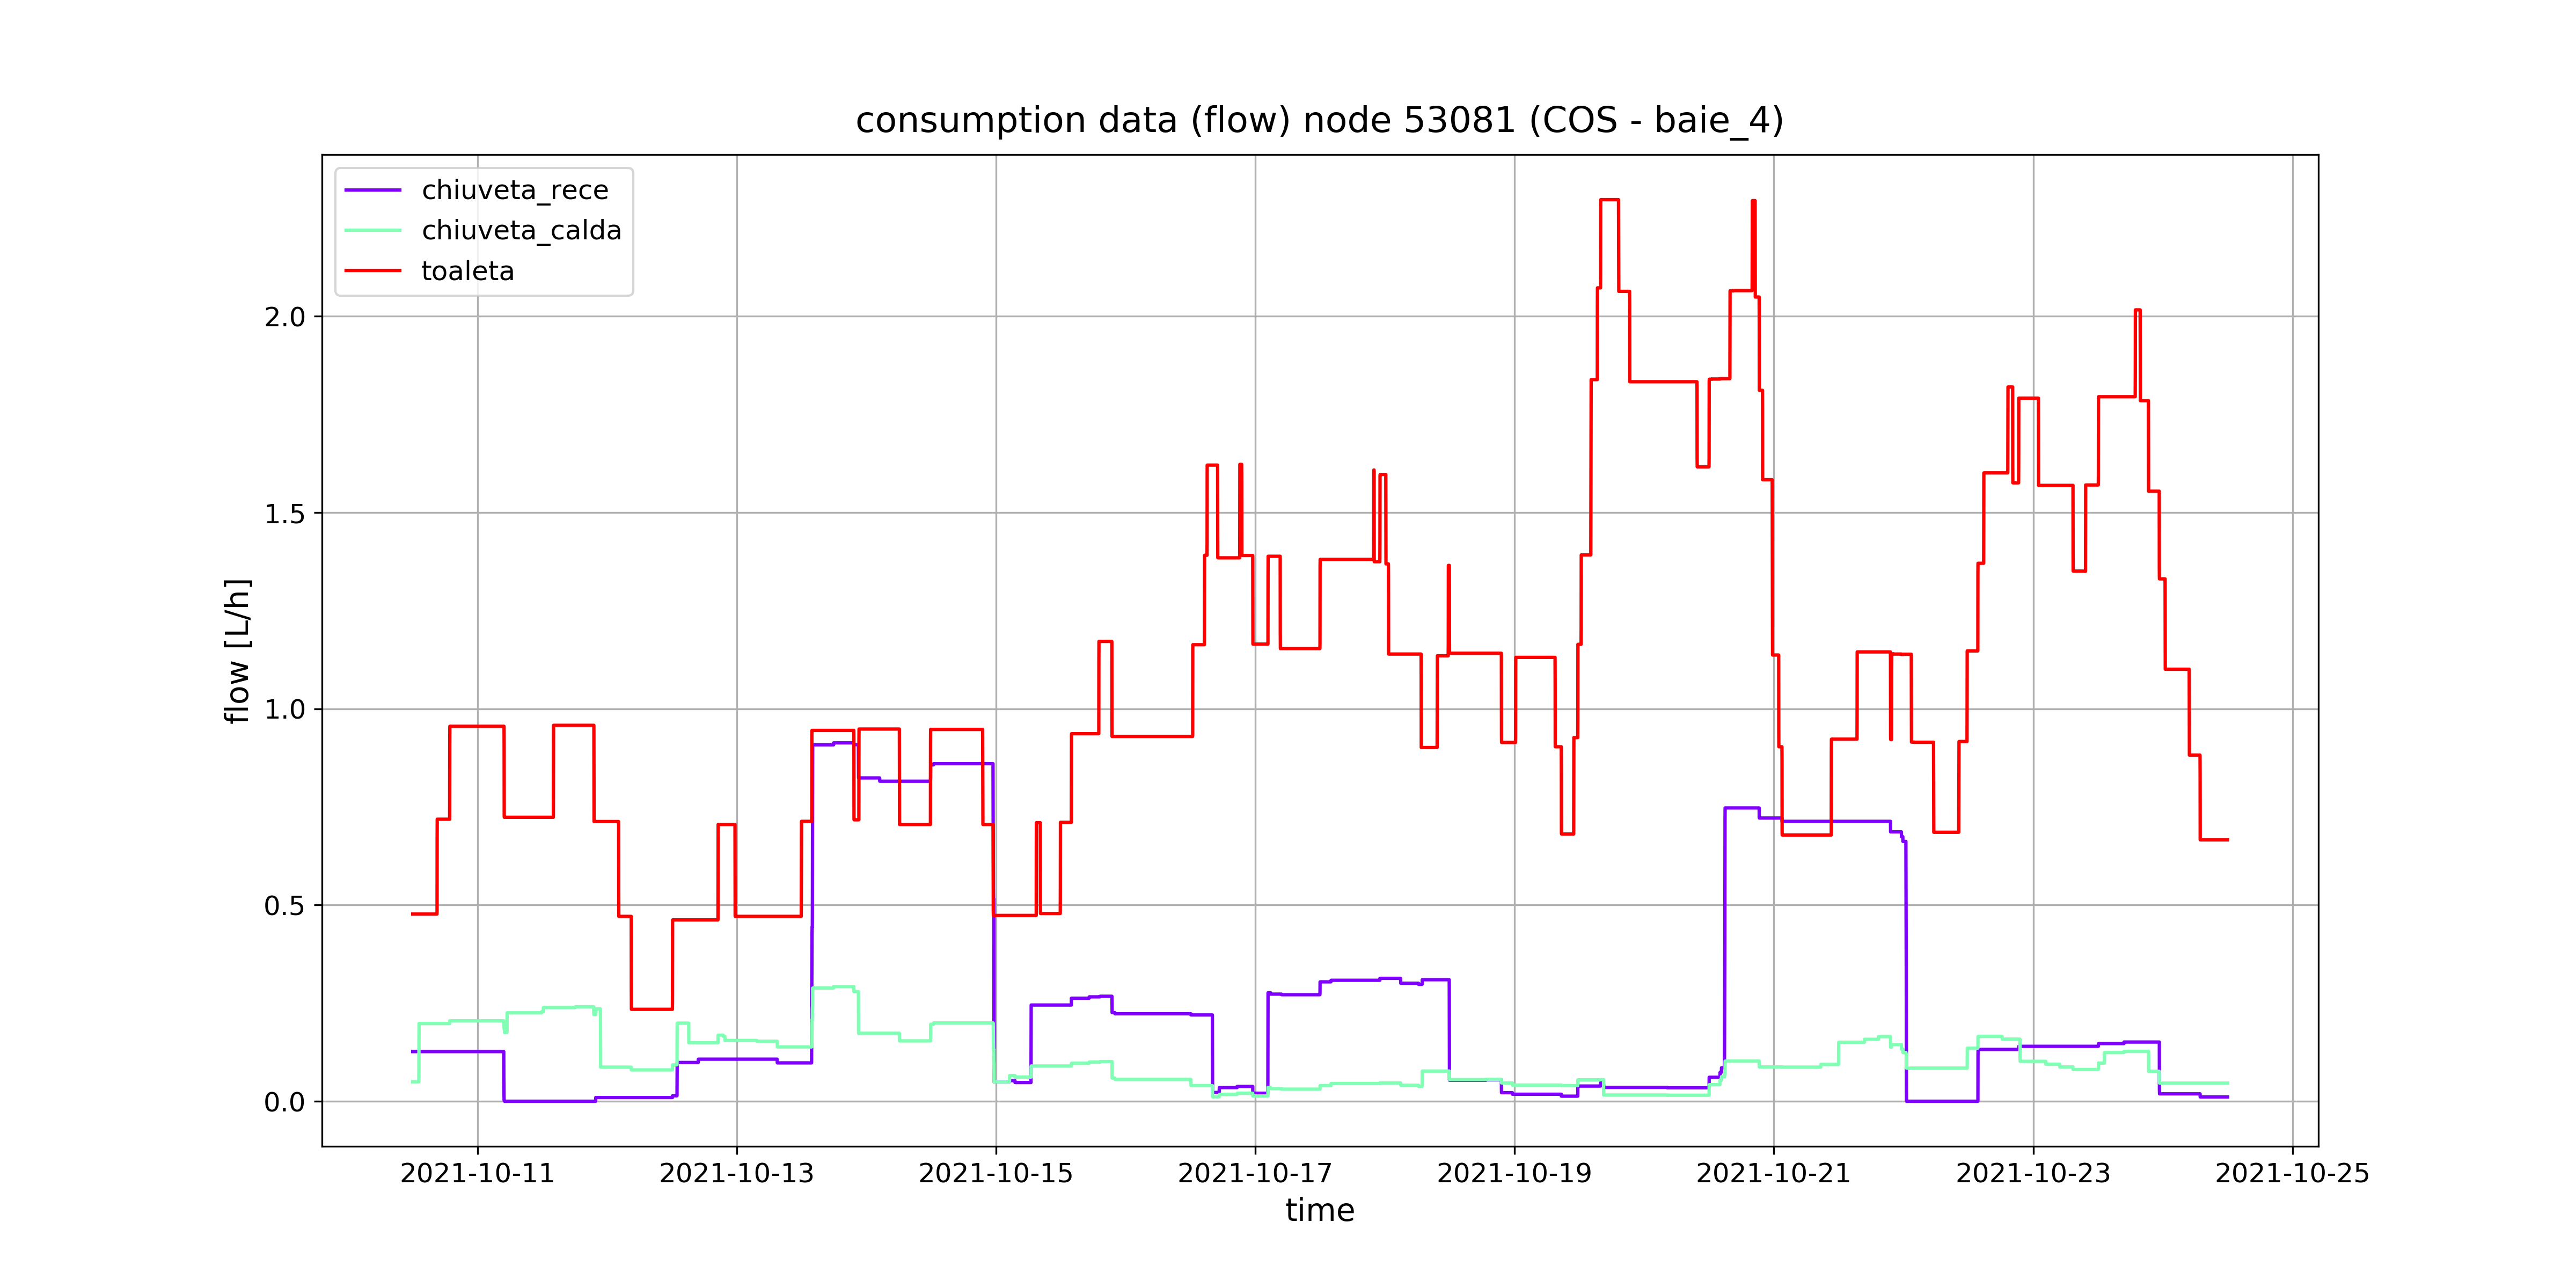 consumption data (flow) node 53081 (COS - baie_4)
chiuveta_rece
chiuveta_calda
toaleta
flow [L/h]
2.0
1.5
1.0
0.5
0.0
2021-10-11 2021-10-13 2021-10-15 2021-10-17 2021-10-19 2021-10-21 2021-10-23 2021-10-25
time